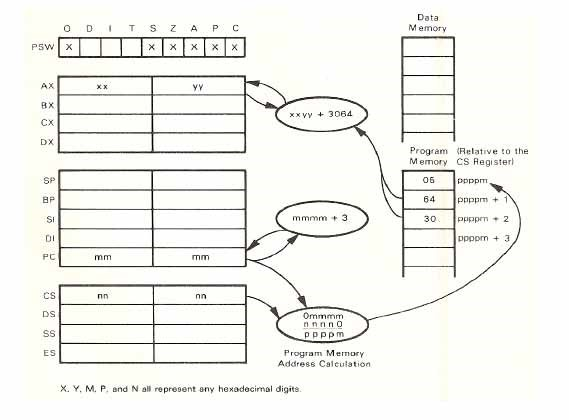 O D I T S Z A P C
PSW X X X X X X
Data
Memory
AX xx yy
BX
CX
DX
xxyy + 3064
Program (Relative to the
Memory CS Register)
05 ppppm
64 ppppm + 1
30 ppppm + 2
ppppm + 3
SP
BP
SI
DI
PC mm mm
mmmm + 3
CS nn nn
DS
SS
ES
0mmmm
nnnn0
ppppm
Program Memory
Address Calculation
X, Y, M, P, and N all represent any hexadecimal digits.